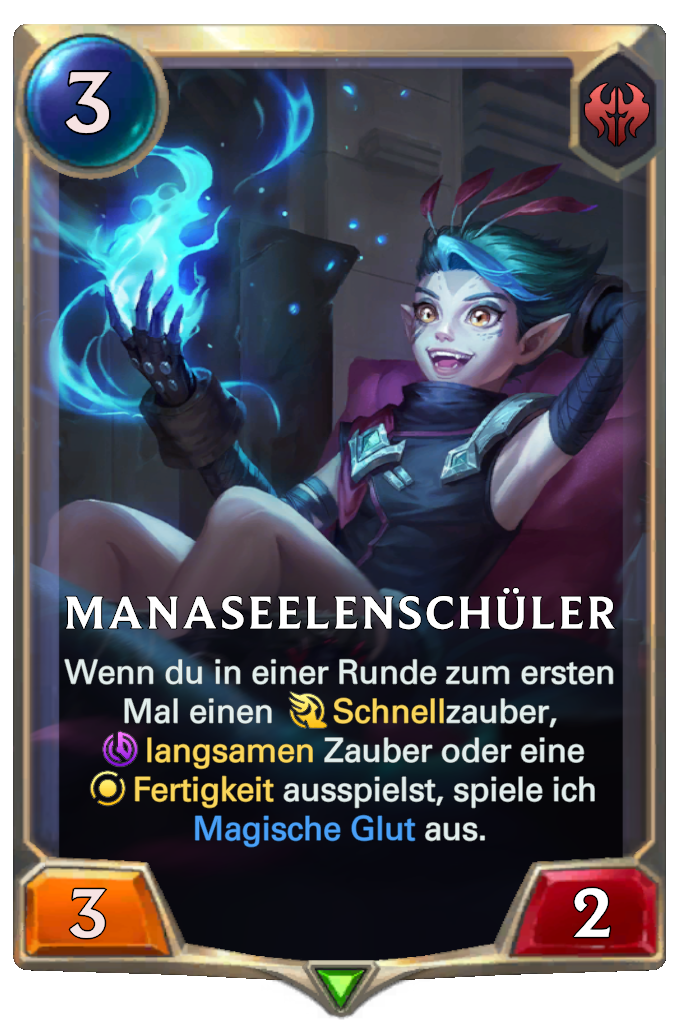 3
MANASEELENSCHÜLER
Wenn du in einer Runde zum ersten
Mal einen Schnellzauber,
langsamen Zauber oder eine
Fertigkeit ausspielst, spiele ich
Magische Glut aus.
3
2